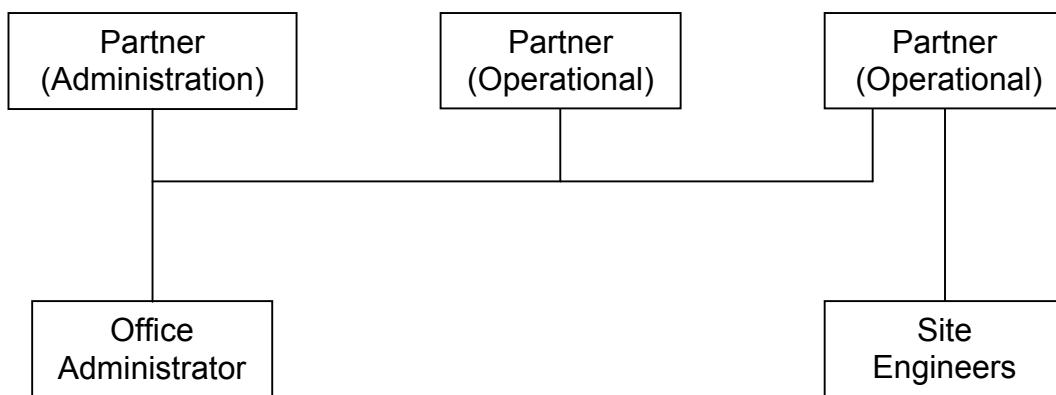 Partner
(Administration)
Partner
(Operational)
Partner
(Operational)
Office
Administrator
Site
Engineers